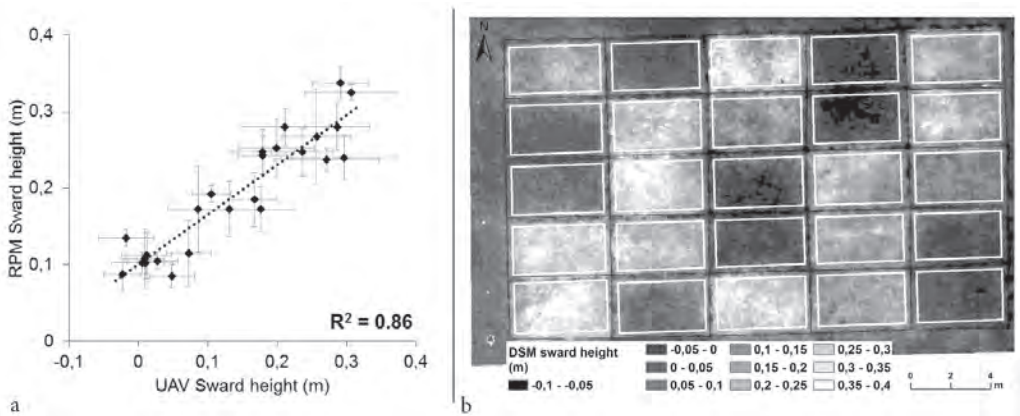 0,4
0,3
0,2
0,1
0
RPM Sward height (m)
-0,1 0 0,1 0,2 0,3 0,4
UAV Sward height (m)
R² = 0.86
a
N
DSM sward height
(m)
-0,1 - -0,05
-0,05 - 0
0 - 0,05
0,05 - 0,1
0,1 - 0,15
0,15 - 0,2
0,2 - 0,25
0,25 - 0,3
0,3 - 0,35
0,35 - 0,4
0 2 4
m
b